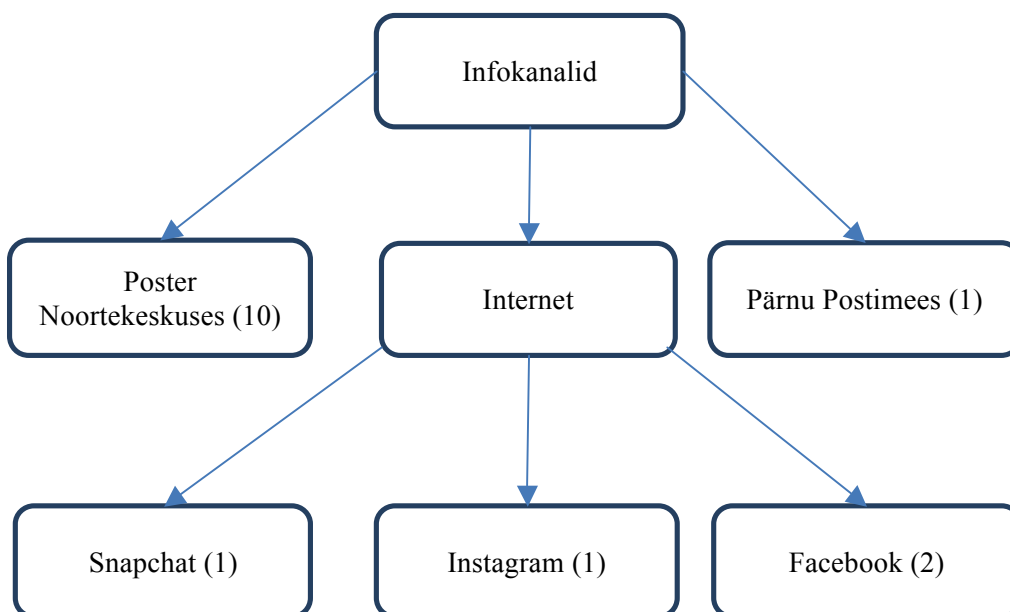 Infokanalid
Poster
Noortekeskuses (10)
Internet
Pärnu Postimees (1)
Snapchat (1)
Instagram (1)
Facebook (2)